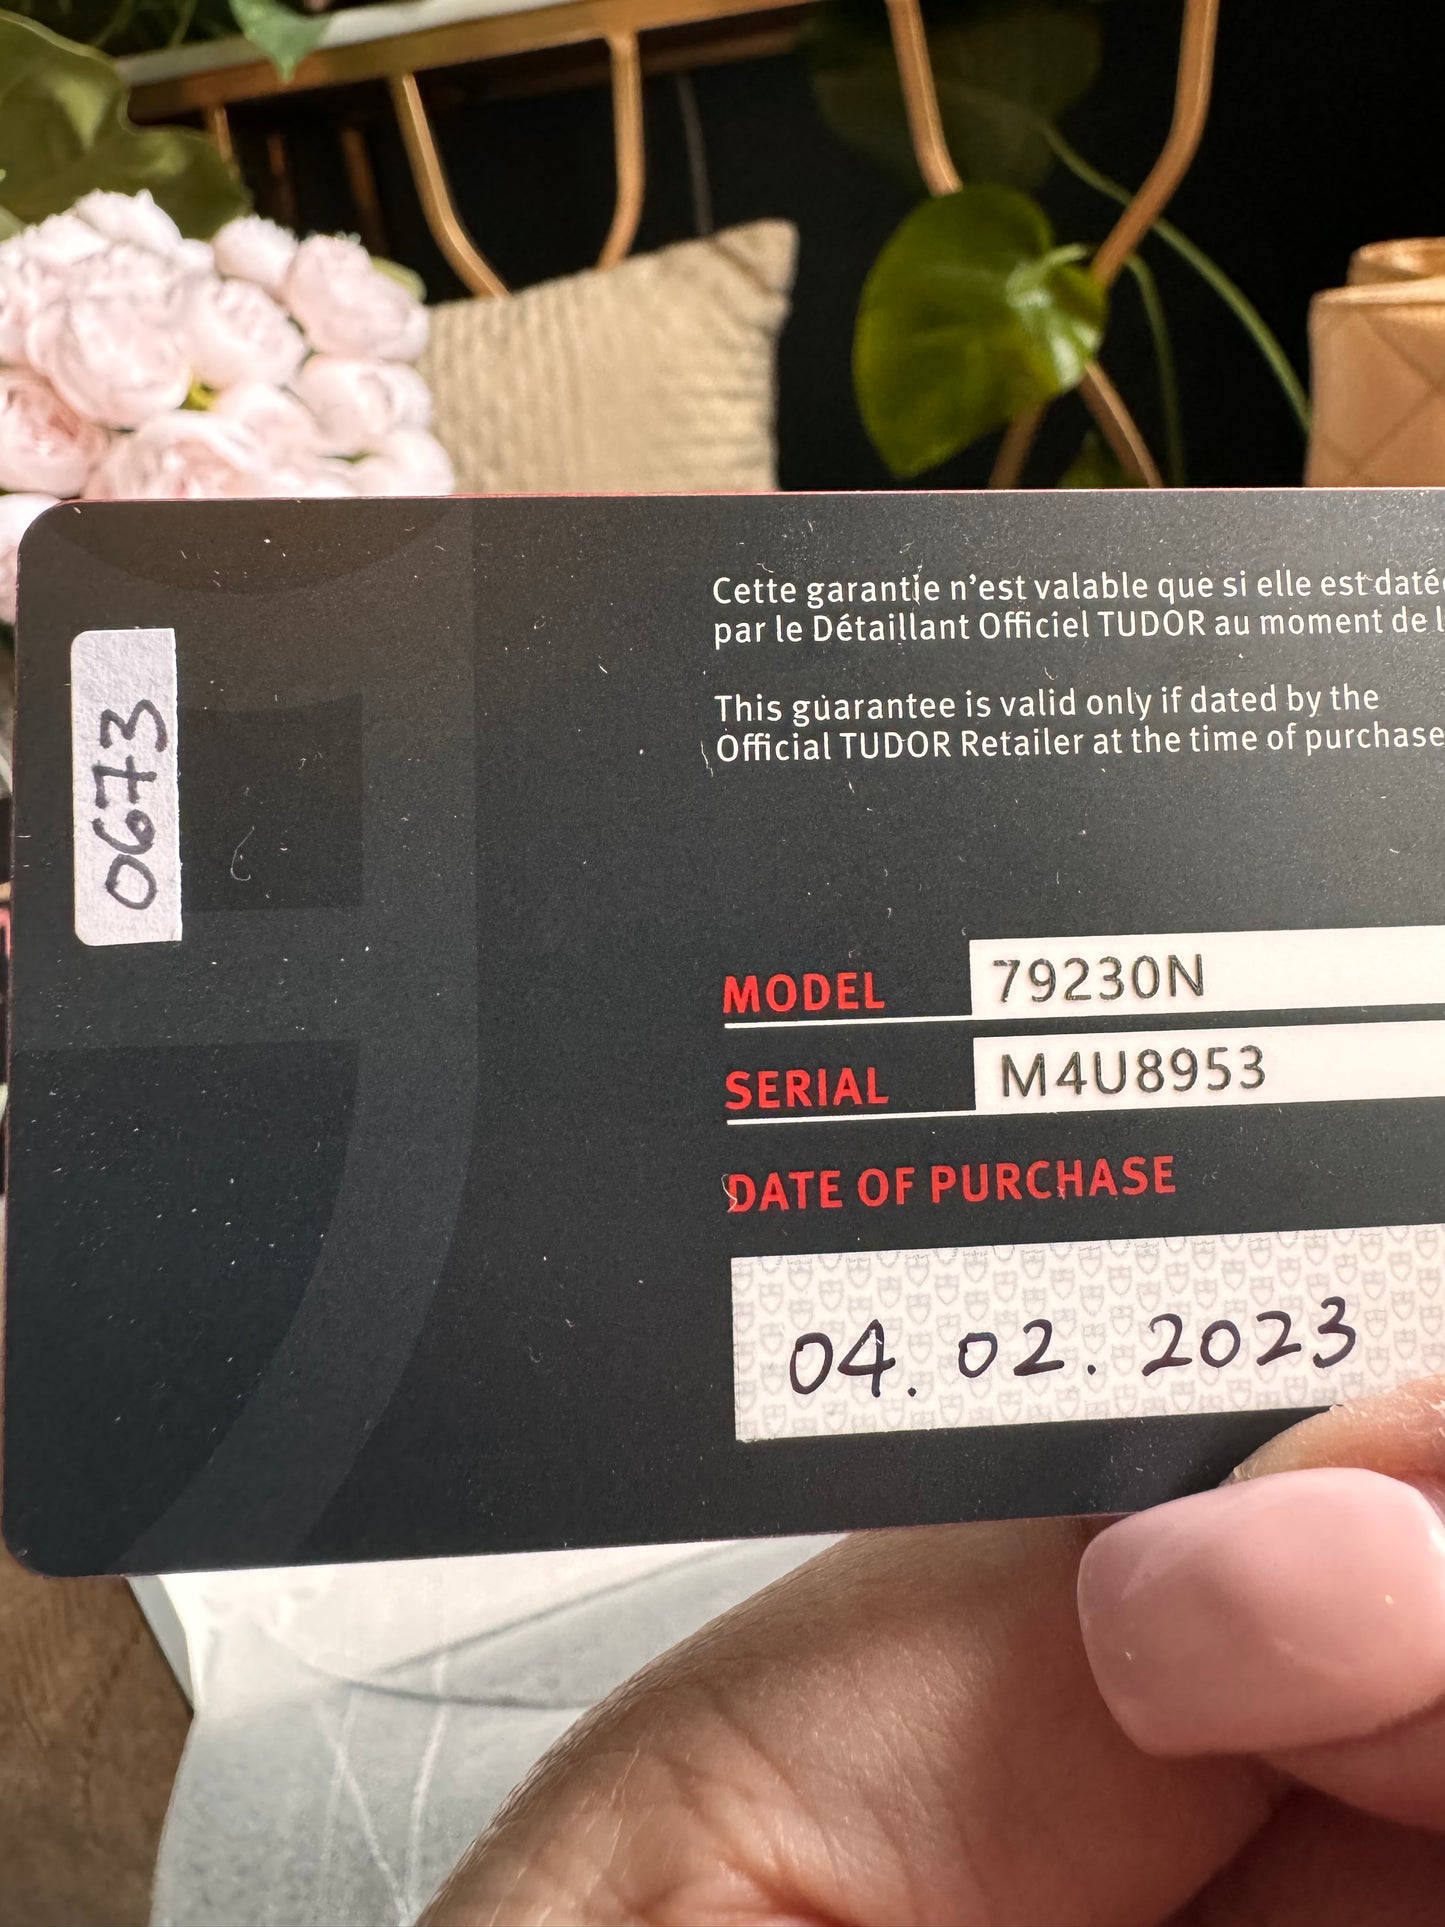 0673
Cette garantie n'est valable que si elle est datée
par le Détaillant Officiel TUDOR au moment de
This guarantee is valid only if dated by the
Official TUDOR Retailer at the time of purchase
MODEL 79230N
SERIAL M4U8953
DATE OF PURCHASE
04.02.2023